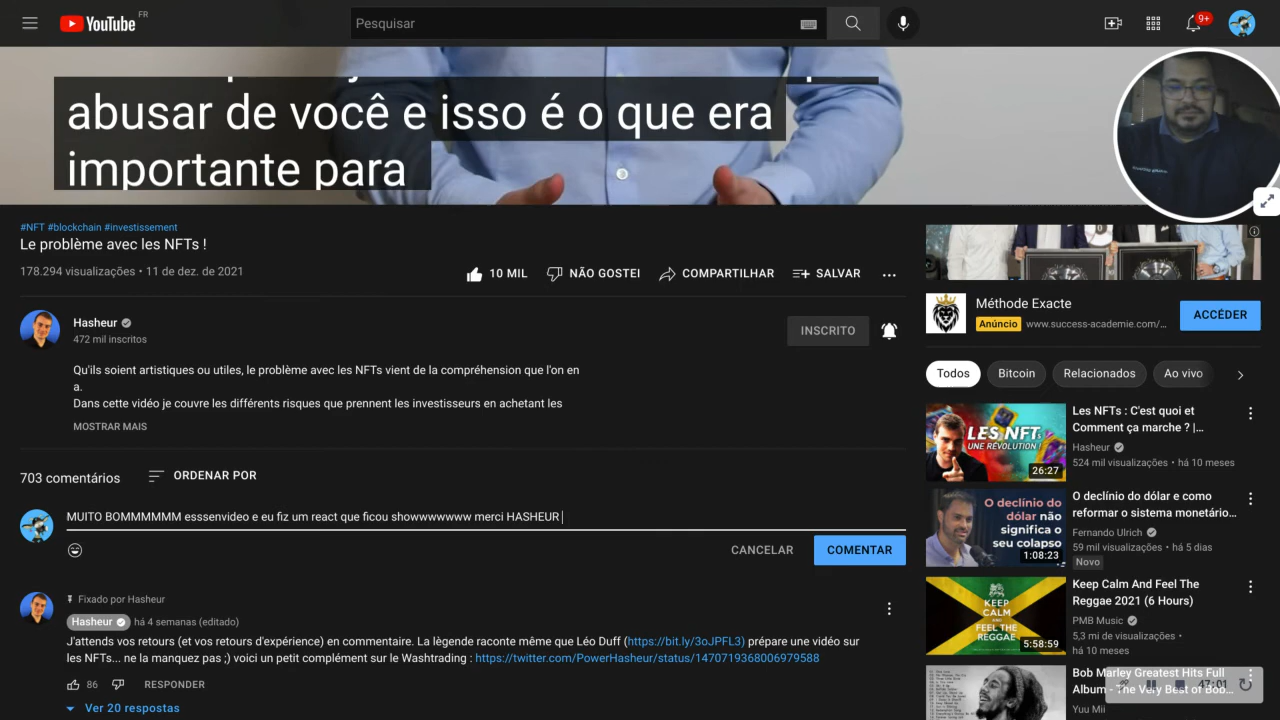 YouTube FR
Pesquisar
9+
abusar de você e isso é o que era
importante para
#NFT #blockchain #investissement
Le problème avec les NFTs !
178.294 visualizações • 11 de dez. de 2021
10 MIL
NÃO GOSTEI
COMPARTILHAR
SALVAR
Hasheur
472 mil inscritos
INSCRITO
Qu'ils soient artistiques ou utiles, le problème avec les NFTs vient de la compréhension que l'on en
a.
Dans cette vidéo je couvre les différents risques que prennent les investisseurs en achetant les
MOSTRAR MAIS
703 comentários
ORDENAR POR
MUITO BOMMMMMM esssenvideo e eu fiz um react que ficou showwwwwww merci HASHEUR
CANCELAR
COMENTAR
Fixado por Hasheur
Hasheur há 4 semanas (editado)
J'attends vos retours (et vos retours d'expérience) en commentaire. La lègende raconte même que Léo Duff (https://bit.ly/3oJPFL3) prépare une vidéo sur
les NFTs... ne la manquez pas ;) voici un petit complément sur le Washtrading : https://twitter.com/PowerHasheur/status/1470719368006979588
86
RESPONDER
Ver 20 respostas
Méthode Exacte
Anúncio www.success-academie.com/...
ACCÉDER
Todos
Bitcoin
Relacionados
Ao vivo
LES NFTs
UNE RÉVOLUTION !
26:27
Les NFTs : C'est quoi et
Comment ça marche ? |...
Hasheur
524 mil visualizações • há 10 meses
O declínio do
dólar não
significa o
seu colapso
1:08:23
O declínio do dólar e como
reformar o sistema monetário...
Fernando Ulrich
59 mil visualizações • há 5 dias
Novo
KEEP
CALM
AND
FEEL THE
REGGAE
5:58:59
Keep Calm And Feel The
Reggae 2021 (6 Hours)
PMB Music
5,3 mi de visualizações •
há 10 meses
Bob Marley Greatest Hits Full
Album - The Very Best of Bob...
Yuu Mii
47:01